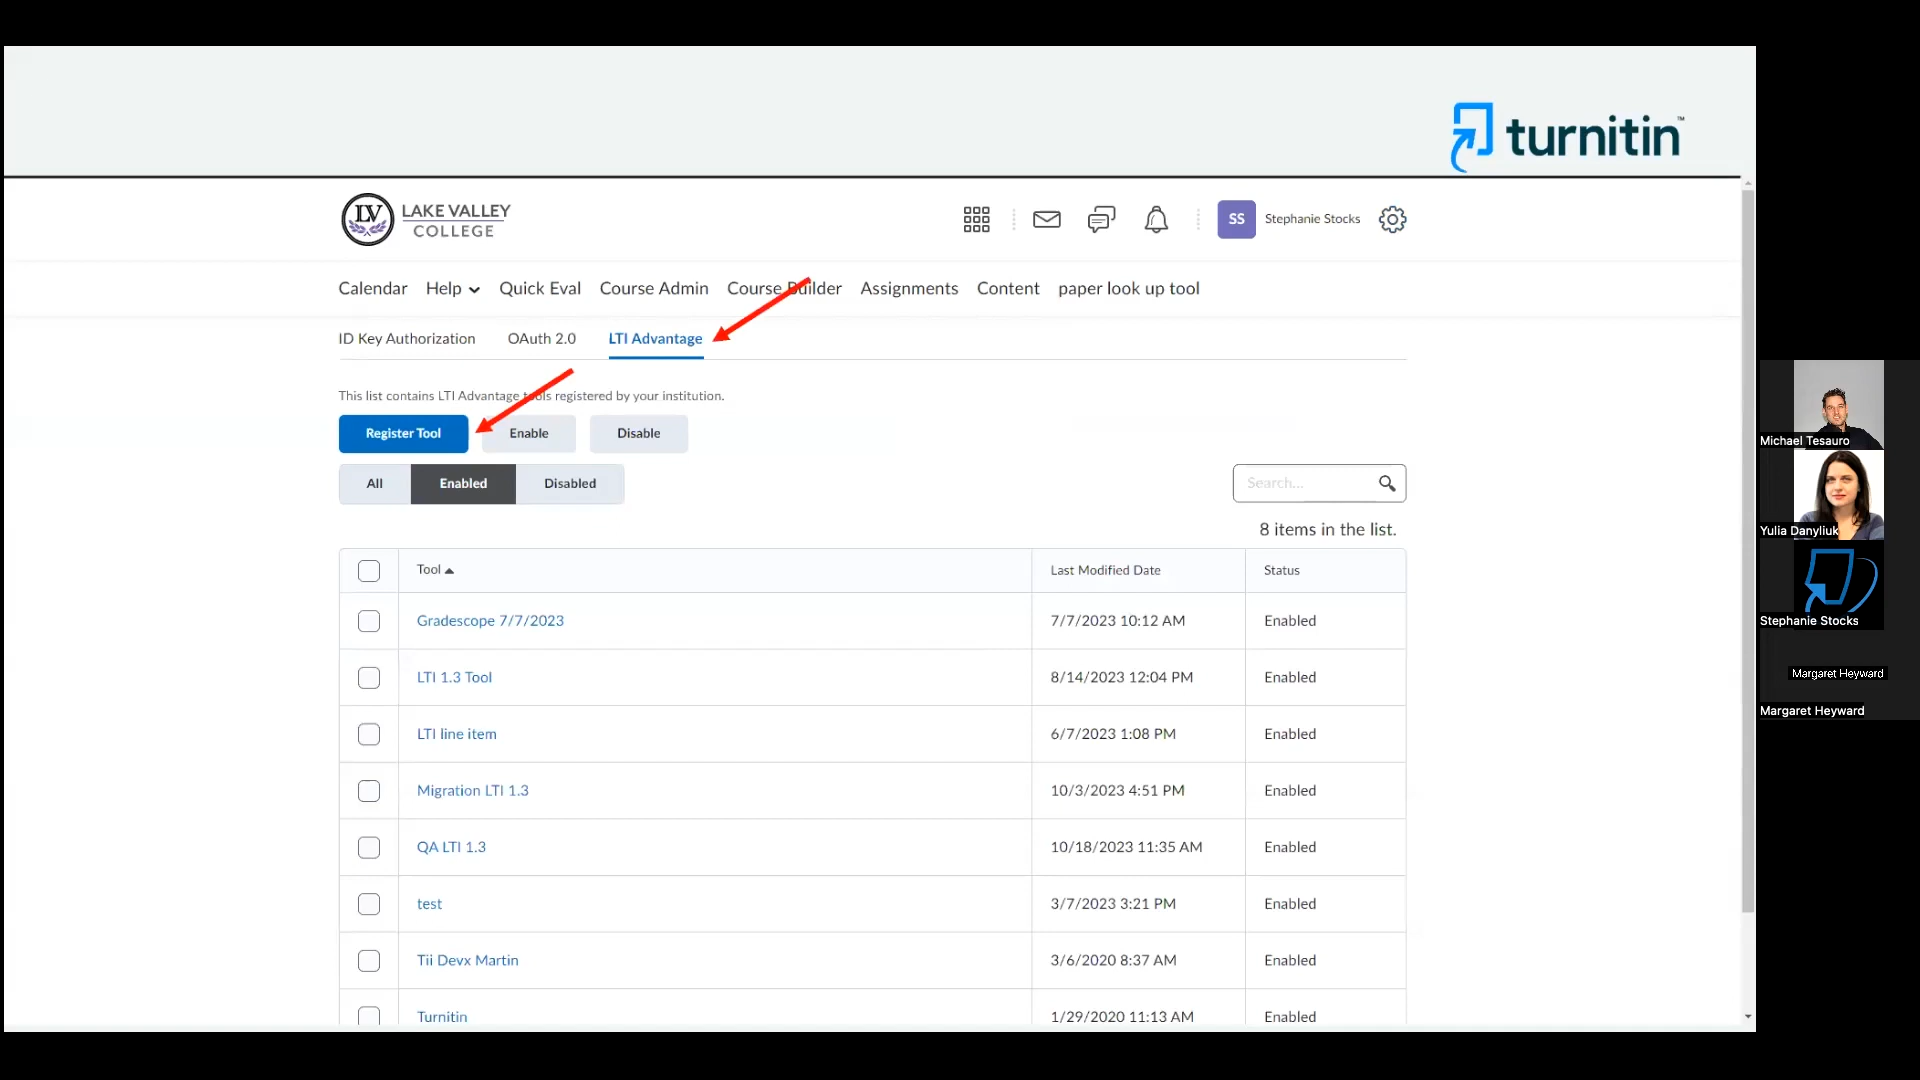 turnitin™
LV LAKE VALLEY
COLLEGE
SS Stephanie Stocks
Calendar Help Quick Eval Course Admin Course Builder Assignments Content paper look up tool
ID Key Authorization OAuth 2.0 LTI Advantage
This list contains LTI Advantage tools registered by your institution.
Register Tool Enable Disable
All Enabled Disabled Search...
8 items in the list.
Tool Last Modified Date Status
Gradescope 7/7/2023 7/7/2023 10:12 AM Enabled
LTI 1.3 Tool 8/14/2023 12:04 PM Enabled
LTI line item 6/7/2023 1:08 PM Enabled
Migration LTI 1.3 10/3/2023 4:51 PM Enabled
QA LTI 1.3 10/18/2023 11:35 AM Enabled
test 3/7/2023 3:21 PM Enabled
Tii Devx Martin 3/6/2020 8:37 AM Enabled
Turnitin 1/29/2020 11:13 AM Enabled
Michael Tesauro
Yulia Danyliuk
Stephanie Stocks
Margaret Heyward
Margaret Heyward